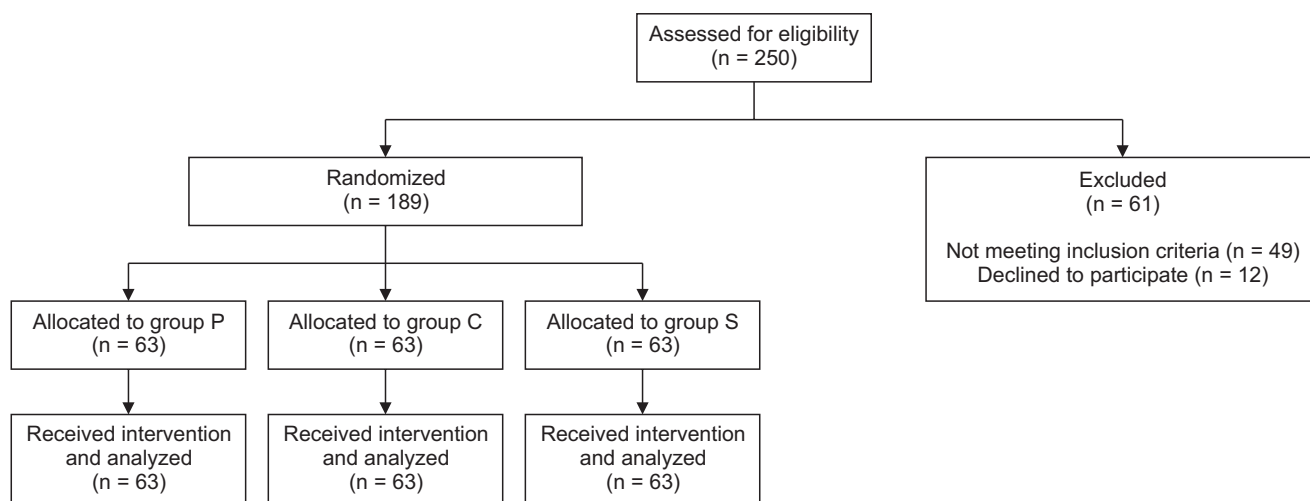 Assessed for eligibility
(n = 250)
Randomized
(n = 189)
Excluded
(n = 61)
Not meeting inclusion criteria (n = 49)
Declined to participate (n = 12)
Allocated to group P
(n = 63)
Allocated to group C
(n = 63)
Allocated to group S
(n = 63)
Received intervention
and analyzed
(n = 63)
Received intervention
and analyzed
(n = 63)
Received intervention
and analyzed
(n = 63)